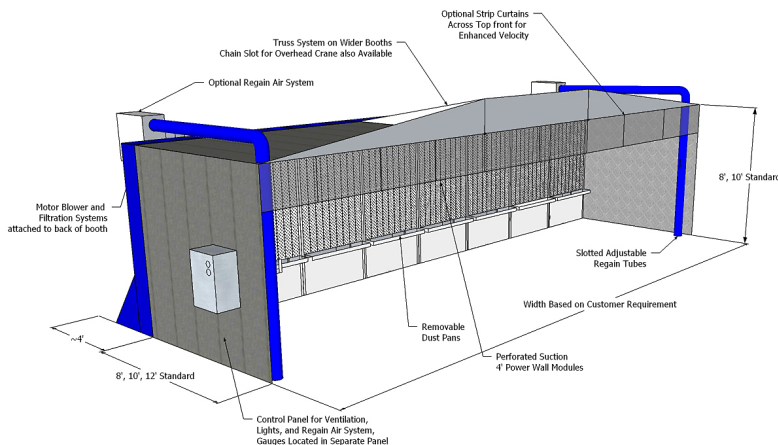 Optional Strip Curtains
Across Top front for
Enhanced Velocity
Truss System on Wider Booths
Chain Slot for Overhead Crane also Available
Optional Regain Air System
8', 10' Standard
Motor Blower and
Filtration Systems
attached to back of booth
Slotted Adjustable
Regain Tubes
Width Based on Customer Requirement
Removable
Dust Pans
~4'
Perforated Suction
4' Power Wall Modules
8', 10', 12' Standard
Control Panel for Ventilation,
Lights, and Regain Air System,
Gauges Located in Separate Panel